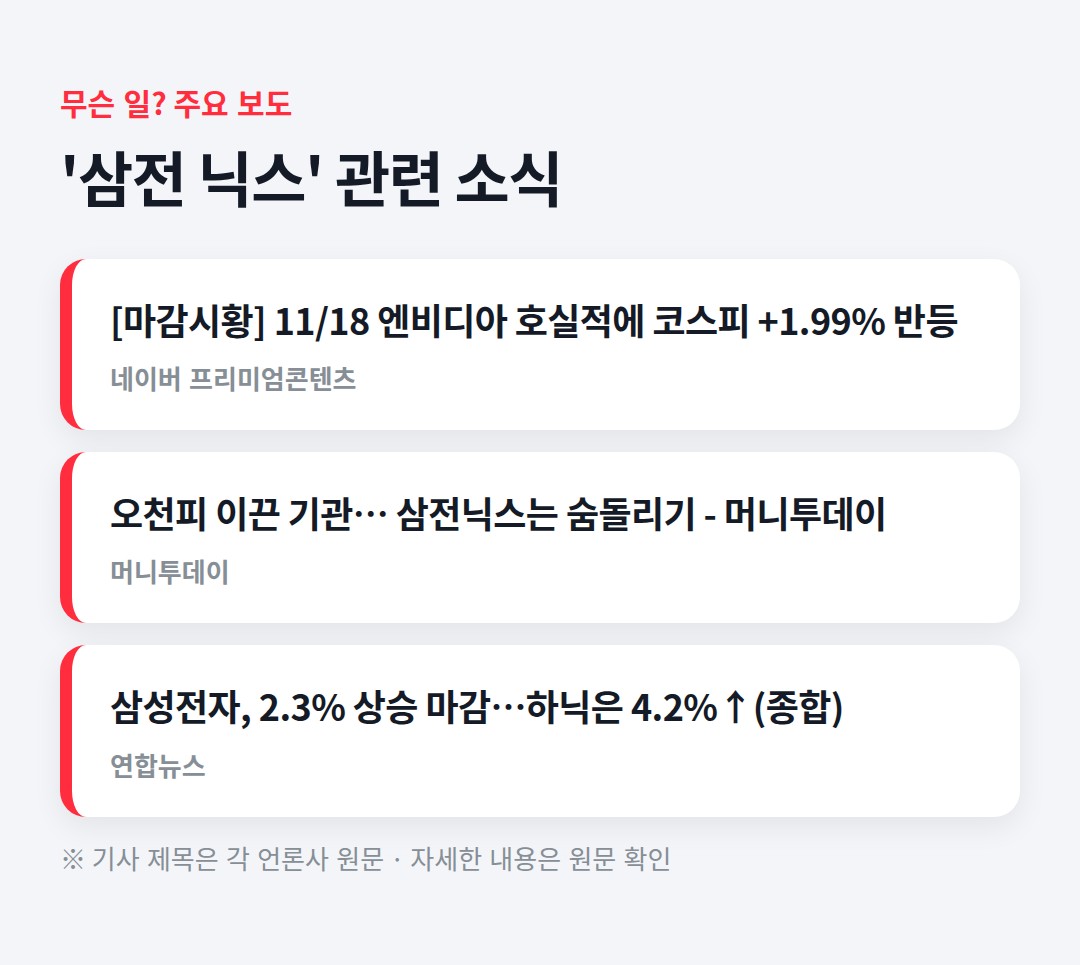 무슨 일? 주요 보도
'삼전 닉스' 관련 소식
[마감시황] 11/18 엔비디아 호실적에 코스피 +1.99% 반등
네이버 프리미엄콘텐츠
오천피 이끈 기관… 삼전닉스는 숨돌리기 - 머니투데이
머니투데이
삼성전자, 2.3% 상승 마감…하닉은 4.2%↑(종합)
연합뉴스
※ 기사 제목은 각 언론사 원문 · 자세한 내용은 원문 확인